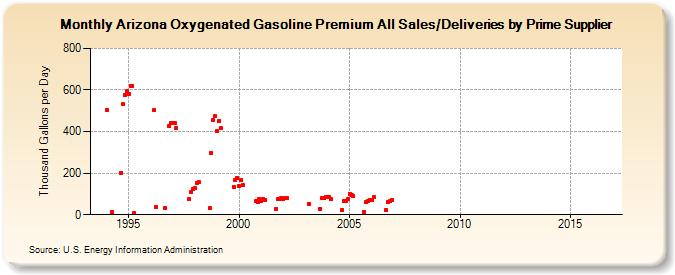 Monthly Arizona Oxygenated Gasoline Premium All Sales/Deliveries by Prime Supplier
Thousand Gallons per Day
800
600
400
200
0
1995 2000 2005 2010 2015
Source: U.S. Energy Information Administration